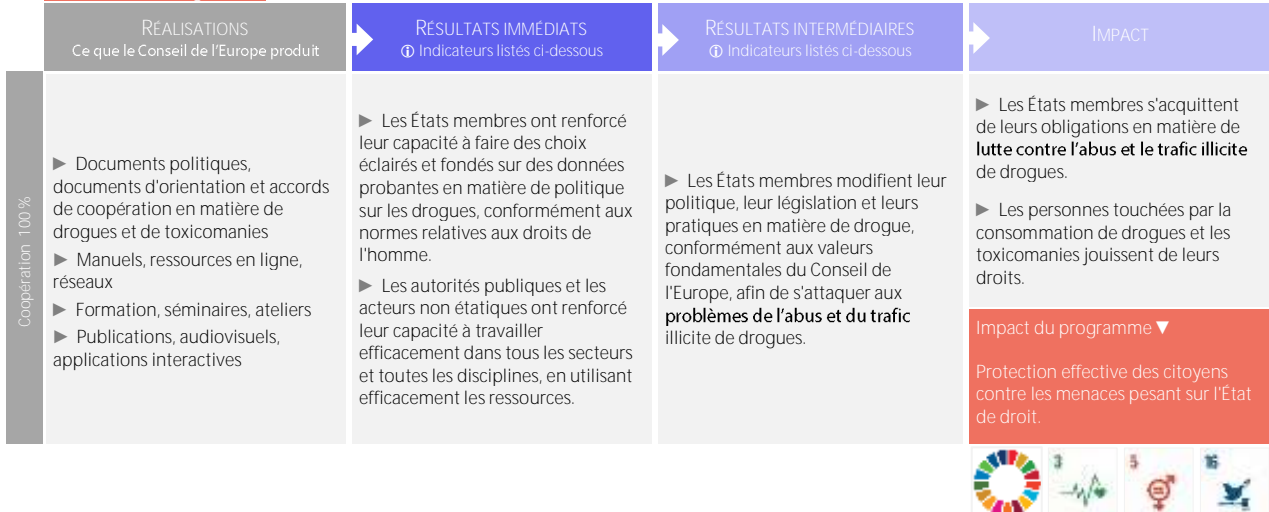 RÉALISATIONS
Ce que le Conseil de l'Europe produit
RÉSULTATS IMMÉDIATS
🛈 Indicateurs listés ci-dessous
RÉSULTATS INTERMÉDIAIRES
🛈 Indicateurs listés ci-dessous
IMPACT
Coopération 100 %
► Documents politiques,
documents d'orientation et accords
de coopération en matière de
drogues et de toxicomanies
► Manuels, ressources en ligne,
réseaux
► Formation, séminaires, ateliers
► Publications, audiovisuels,
applications interactives
► Les États membres ont renforcé
leur capacité à faire des choix
éclairés et fondés sur des données
probantes en matière de politique
sur les drogues, conformément aux
normes relatives aux droits de
l'homme.
► Les autorités publiques et les
acteurs non étatiques ont renforcé
leur capacité à travailler
efficacement dans tous les secteurs
et toutes les disciplines, en utilisant
efficacement les ressources.
► Les États membres modifient leur
politique, leur législation et leurs
pratiques en matière de drogue,
conformément aux valeurs
fondamentales du Conseil de
l'Europe, afin de s'attaquer aux
problèmes de l'abus et du trafic
illicite de drogues.
► Les États membres s'acquittent
de leurs obligations en matière de
lutte contre l'abus et le trafic illicite
de drogues.
► Les personnes touchées par la
consommation de drogues et les
toxicomanies jouissent de leurs
droits.
Impact du programme ▼
Protection effective des citoyens
contre les menaces pesant sur l'État
de droit.
3
5
16